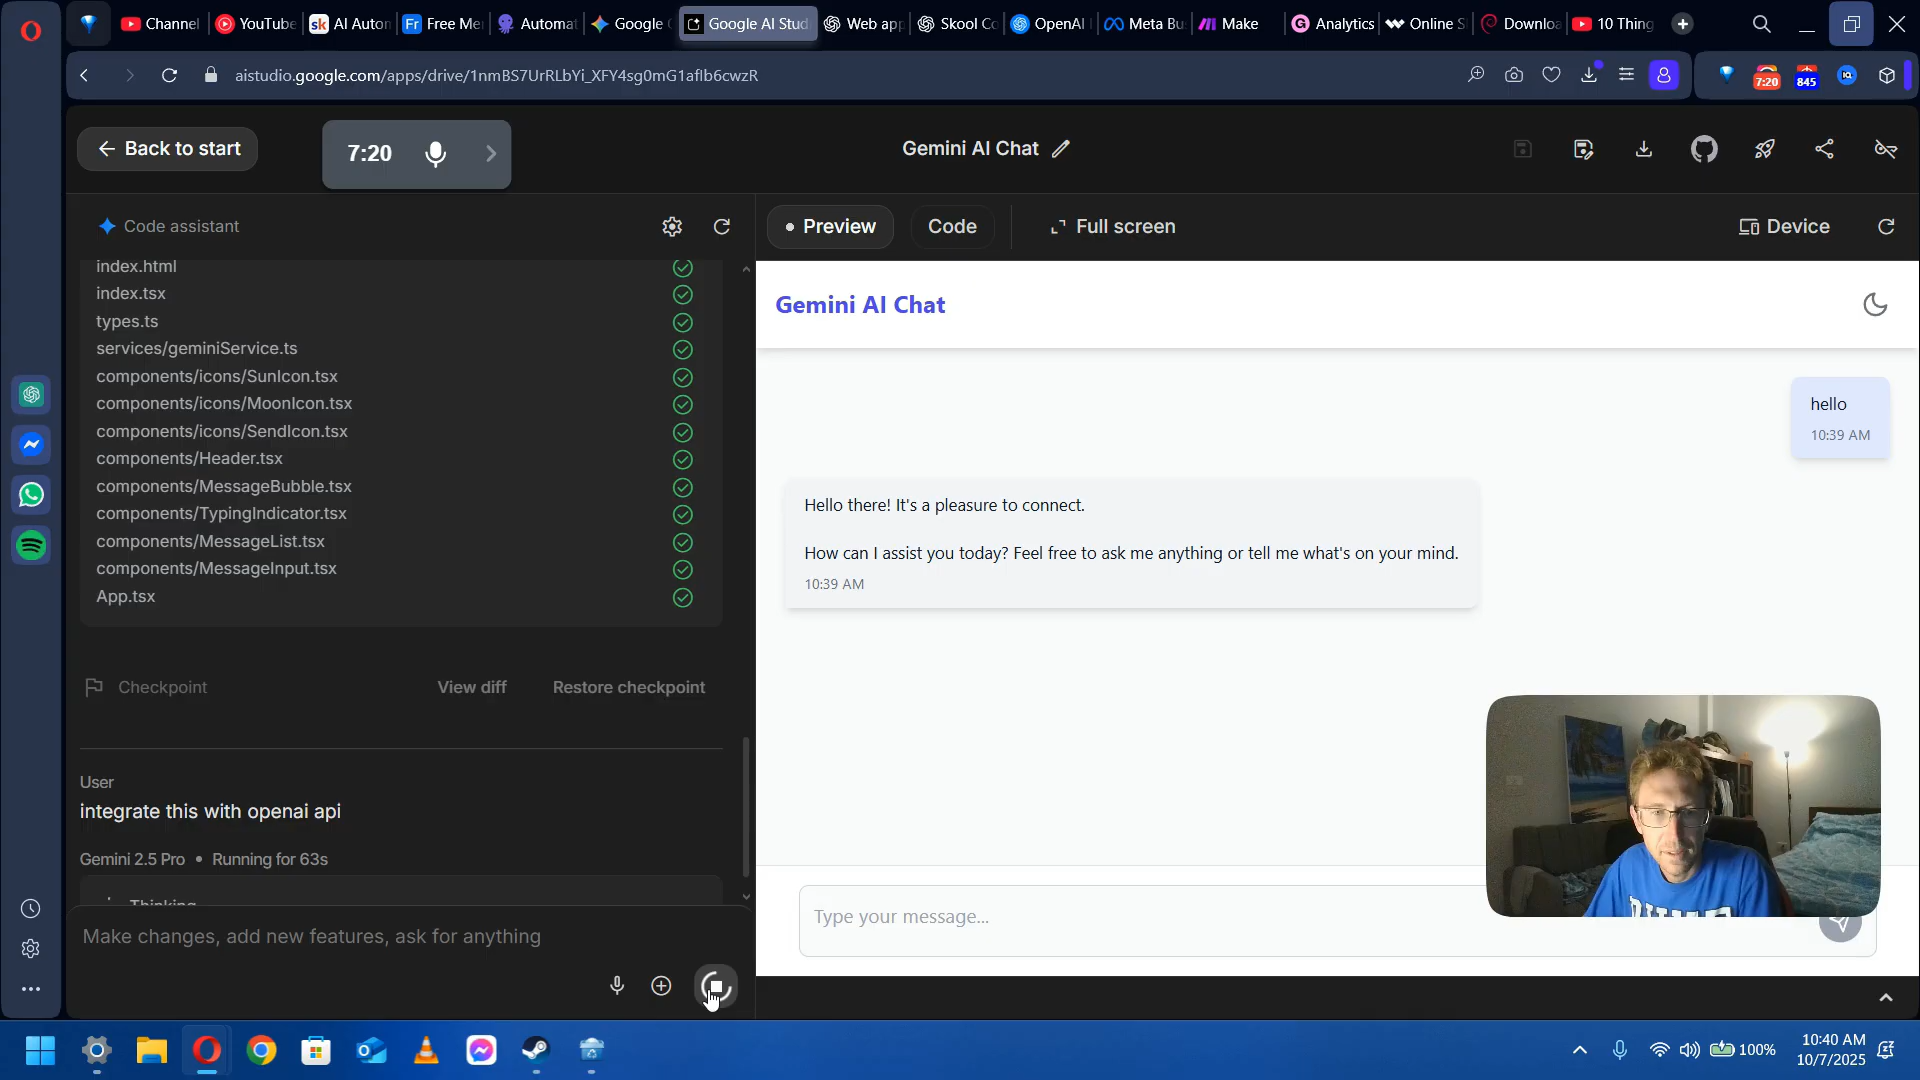 Channel
YouTube
AI Auton
Free Me
Automat
Google
Google AI Stud
Web app
Skool Co
OpenAI
Meta Bu
Make
Analytics
Online S
Downloa
10 Thing
aistudio.google.com/apps/drive/1nmBS7UrRLbYi_XFY4sg0mG1aflb6cwzR
7:20
845
Back to start
7:20
Gemini AI Chat
Code assistant
Preview
Code
Full screen
Device
index.html
index.tsx
types.ts
services/geminiService.ts
components/icons/SunIcon.tsx
components/icons/MoonIcon.tsx
components/icons/SendIcon.tsx
components/Header.tsx
components/MessageBubble.tsx
components/TypingIndicator.tsx
components/MessageList.tsx
components/MessageInput.tsx
App.tsx
Checkpoint
View diff
Restore checkpoint
User
integrate this with openai api
Gemini 2.5 Pro • Running for 63s
Thinking
Make changes, add new features, ask for anything
Gemini AI Chat
hello
10:39 AM
Hello there! It's a pleasure to connect.
How can I assist you today? Feel free to ask me anything or tell me what's on your mind.
10:39 AM
Type your message...
100%
10:40 AM
10/7/2025